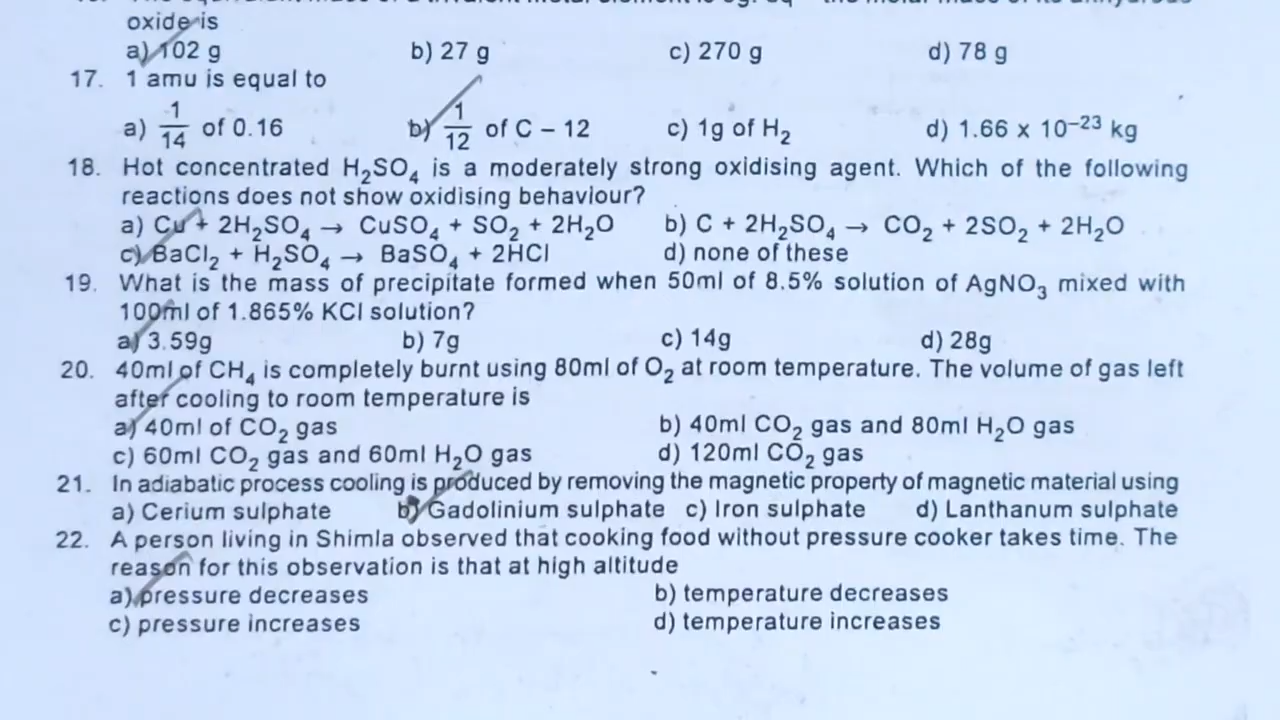 oxide is
a) 102 g b) 27 g c) 270 g d) 78 g
17. 1 amu is equal to
a) 1/14 of 0.16 b) 1/12 of C – 12 c) 1g of H₂ d) 1.66 x 10⁻²³ kg
18. Hot concentrated H₂SO₄ is a moderately strong oxidising agent. Which of the following
reactions does not show oxidising behaviour?
a) Cu + 2H₂SO₄ → CuSO₄ + SO₂ + 2H₂O b) C + 2H₂SO₄ → CO₂ + 2SO₂ + 2H₂O
c) BaCl₂ + H₂SO₄ → BaSO₄ + 2HCl d) none of these
19. What is the mass of precipitate formed when 50ml of 8.5% solution of AgNO₃ mixed with
100ml of 1.865% KCl solution?
a) 3.59g b) 7g c) 14g d) 28g
20. 40ml of CH₄ is completely burnt using 80ml of O₂ at room temperature. The volume of gas left
after cooling to room temperature is
a) 40ml of CO₂ gas b) 40ml CO₂ gas and 80ml H₂O gas
c) 60ml CO₂ gas and 60ml H₂O gas d) 120ml CO₂ gas
21. In adiabatic process cooling is produced by removing the magnetic property of magnetic material using
a) Cerium sulphate b) Gadolinium sulphate c) Iron sulphate d) Lanthanum sulphate
22. A person living in Shimla observed that cooking food without pressure cooker takes time. The
reason for this observation is that at high altitude
a) pressure decreases b) temperature decreases
c) pressure increases d) temperature increases